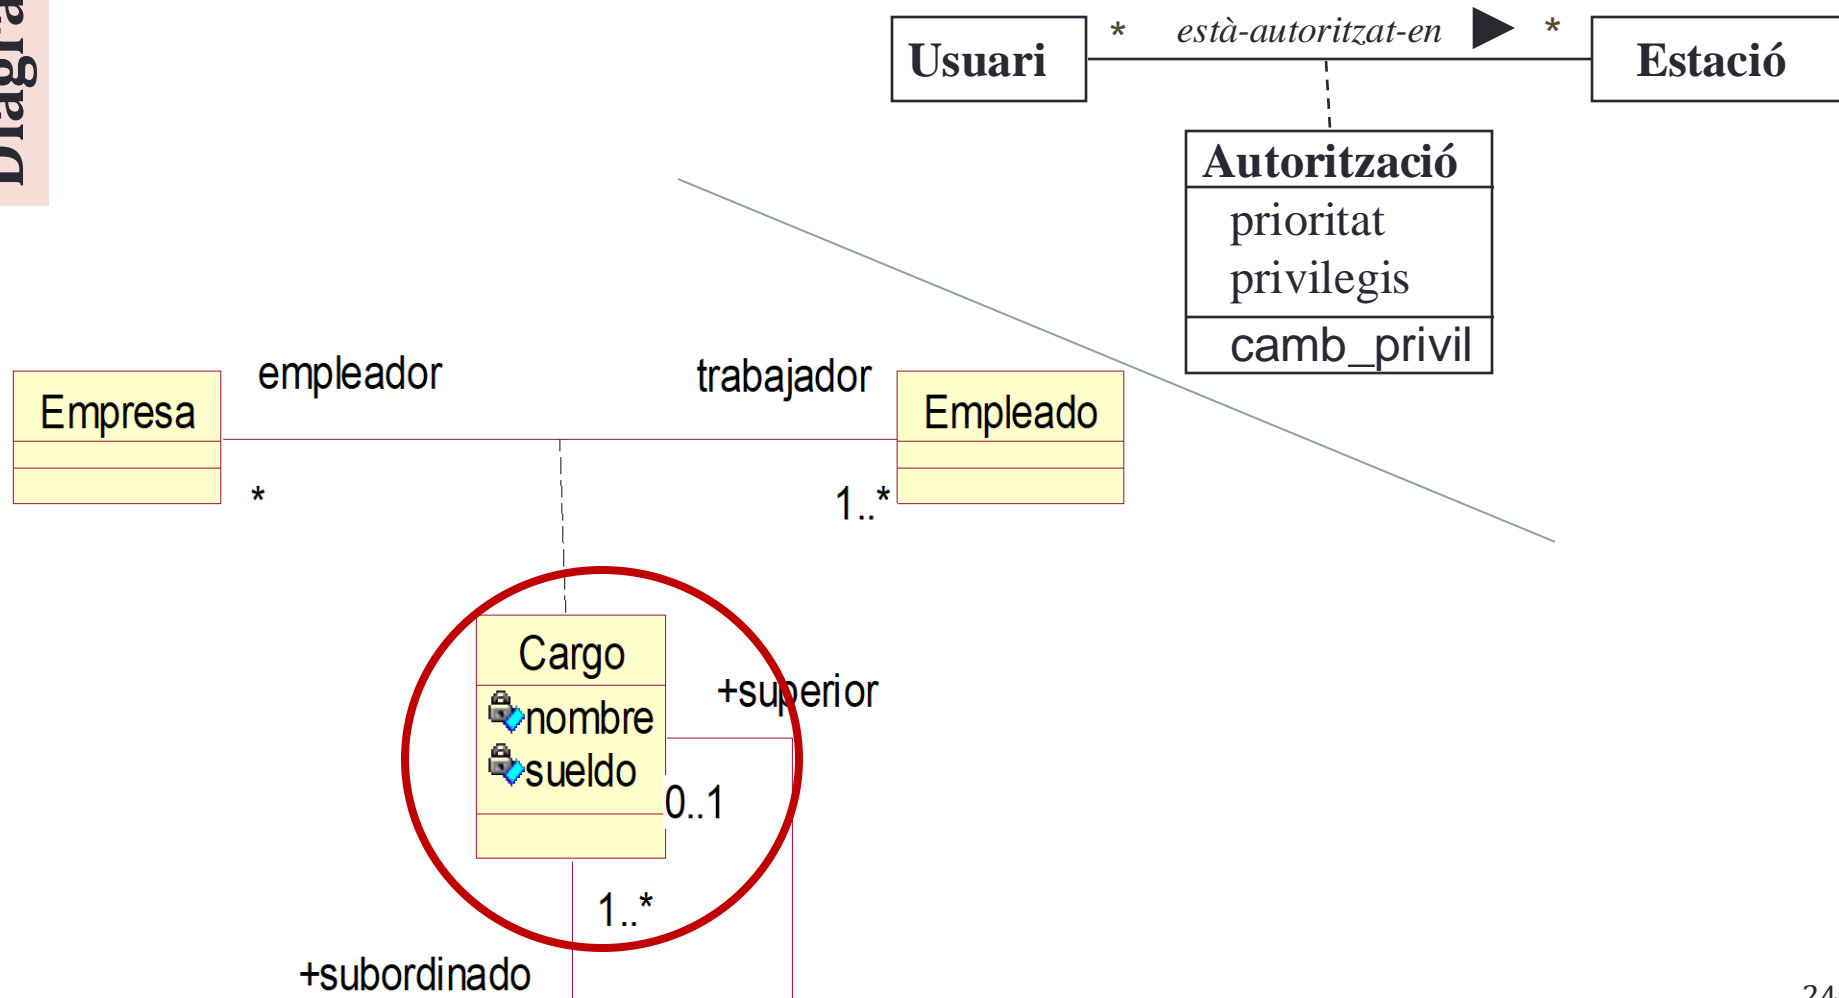 * està-autoritzat-en *
Usuari
Estació
Autorització
prioritat
privilegis
camb_privil
empleador
trabajador
Empresa
Empleado
*
1..*
Cargo
nombre
sueldo
+superior
0..1
1..*
+subordinado
24